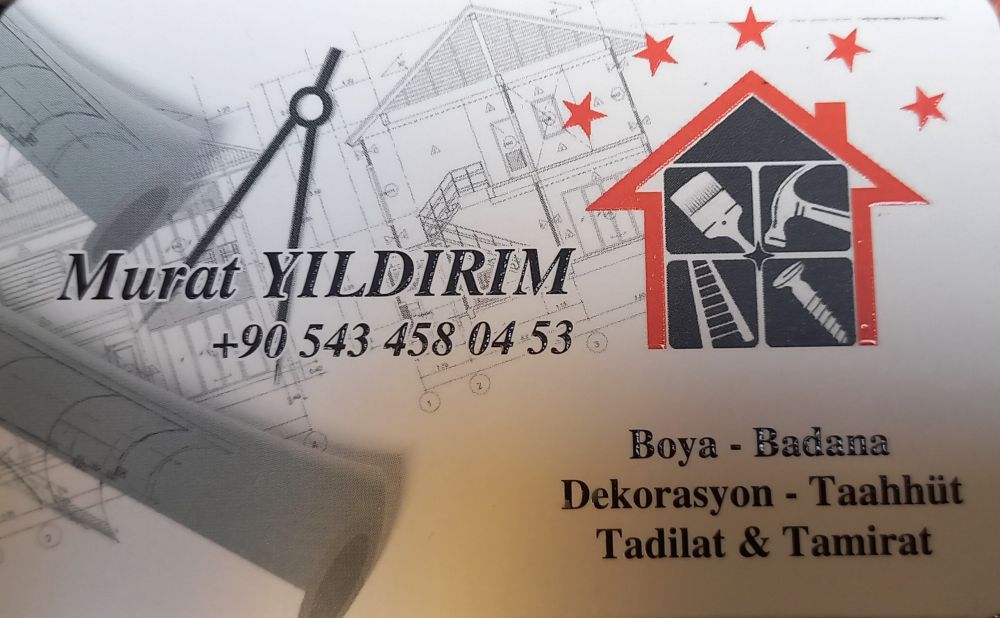 Murat YILDIRIM
+90 543 458 04 53
Boya - Badana
Dekorasyon - Taahhüt
Tadilat & Tamirat